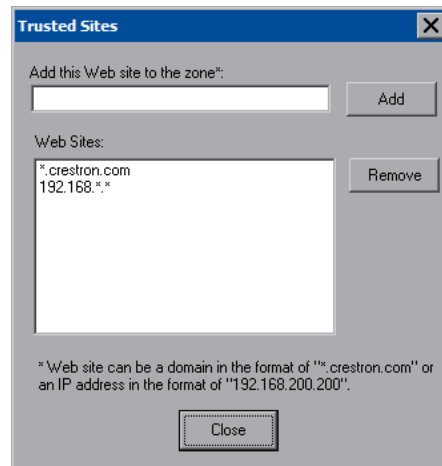 Trusted Sites
Add this Web site to the zone*:
Add
Web Sites:
*.crestron.com
192.168.*.*
Remove
* Web site can be a domain in the format of "*.crestron.com" or
an IP address in the format of "192.168.200.200".
Close